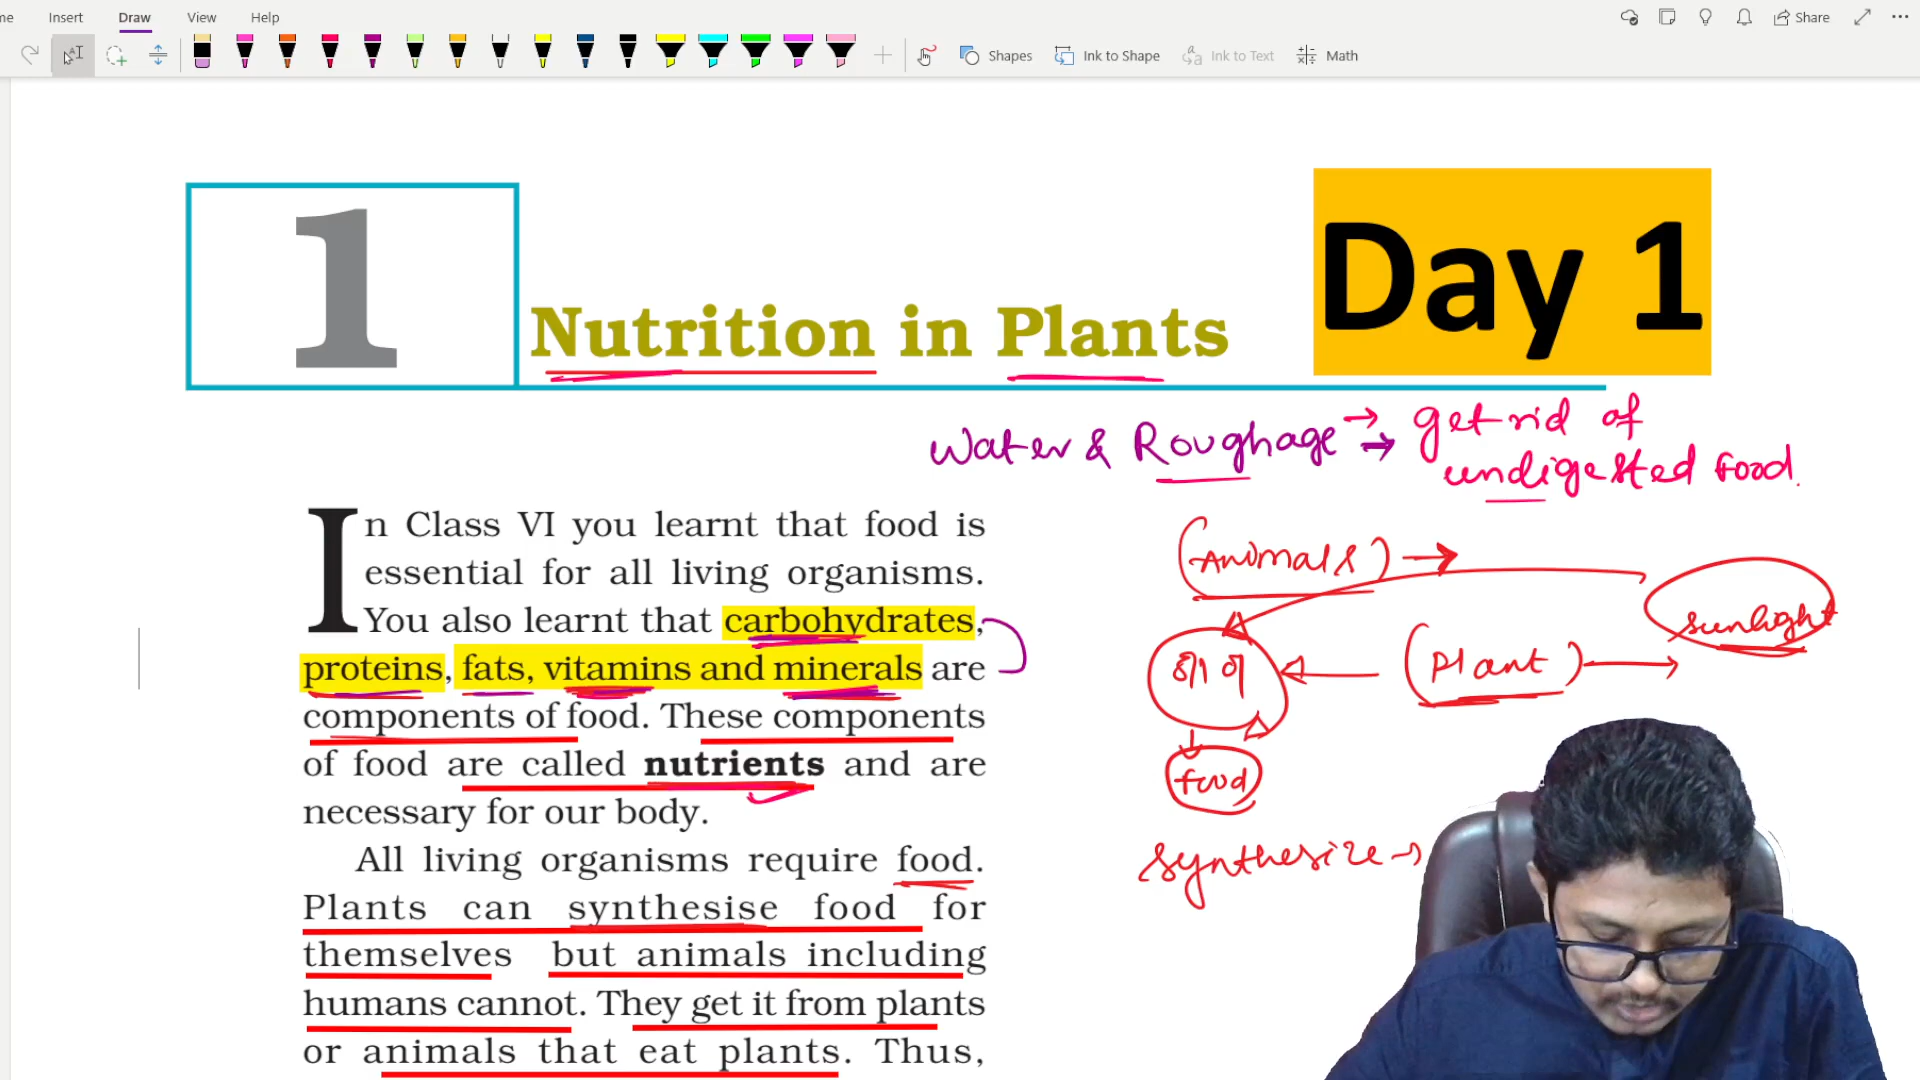 Insert Draw View Help
Share
Shapes Ink to Shape Ink to Text Math
1
Nutrition in Plants
Day 1
Water & Roughage → → get rid of
undigested food.
In Class VI you learnt that food is
essential for all living organisms.
You also learnt that carbohydrates,
proteins, fats, vitamins and minerals are
components of food. These components
of food are called nutrients and are
necessary for our body.
All living organisms require food.
Plants can synthesise food for
themselves but animals including
humans cannot. They get it from plants
or animals that eat plants. Thus,
(Animals) →
sunlight
(Plant) →
food
synthesize →